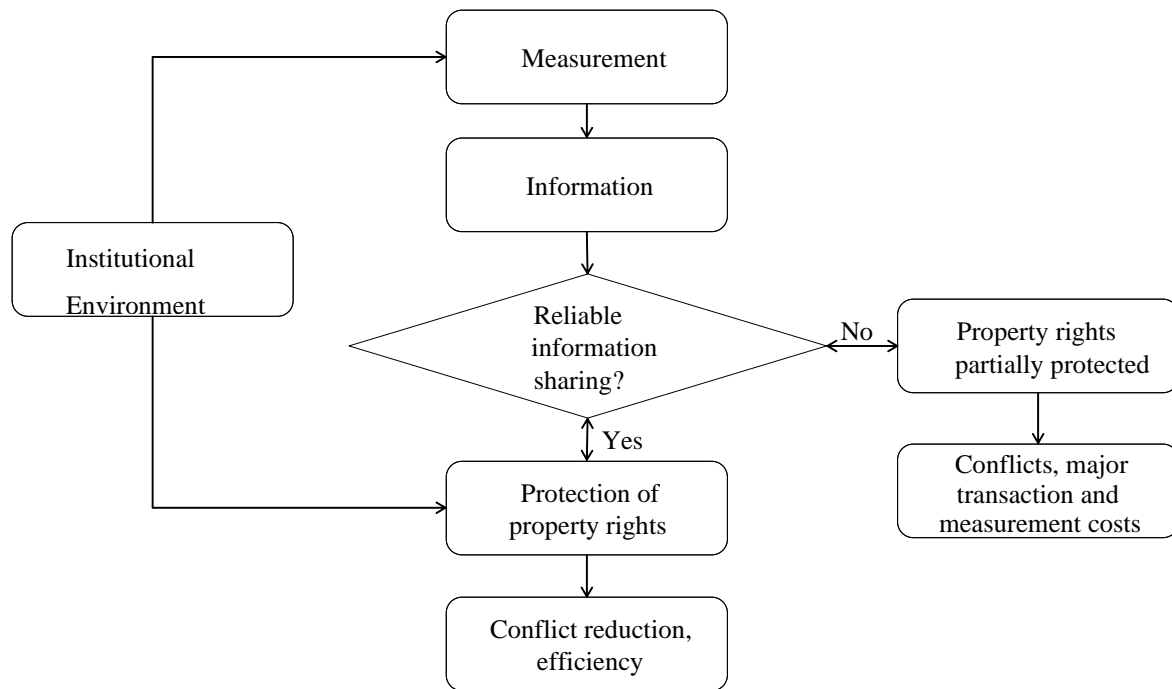 Measurement
Information
Institutional
Environment
Reliable
information
sharing?
No
Property rights
partially protected
Yes
Conflicts, major
transaction and
measurement costs
Protection of
property rights
Conflict reduction,
efficiency